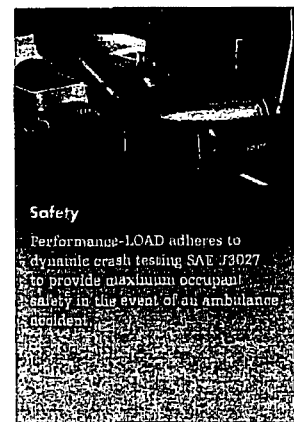 Safety
Performance-LOAD adheres to
dynamic crash testing SAE J3027
to provide maximum occupant
safety in the event of an ambulance
accident.